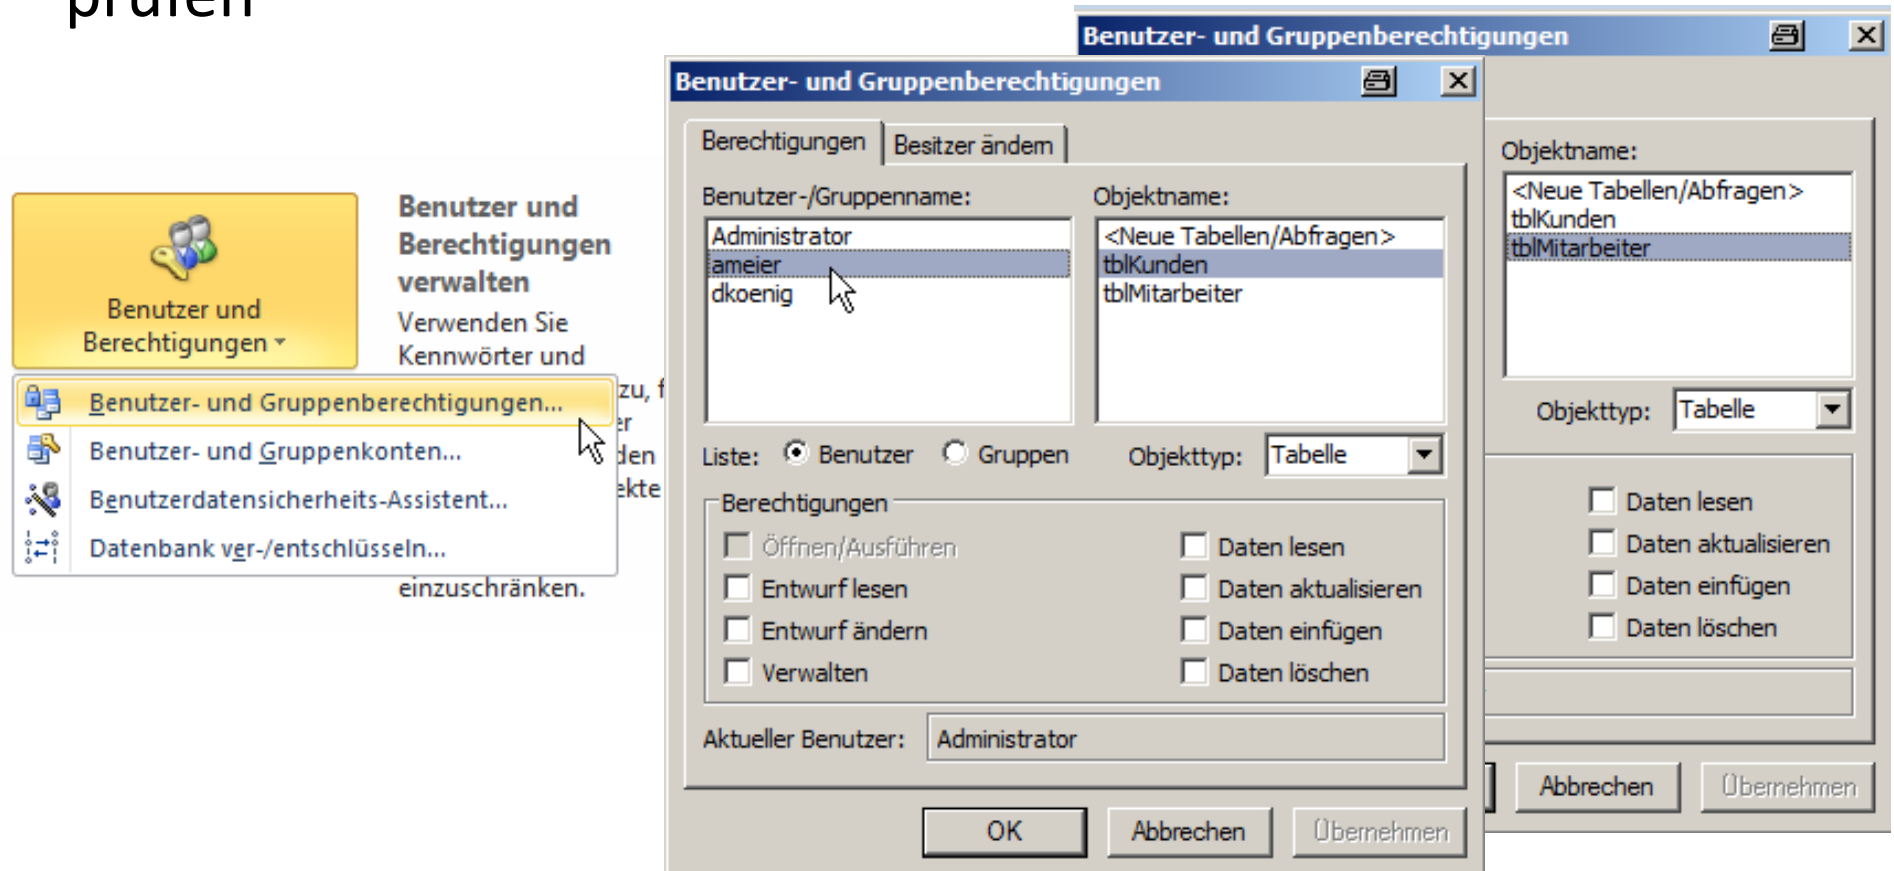 prüfen
Benutzer und
Berechtigungen
Benutzer und
Berechtigungen
verwalten
Verwenden Sie
Kennwörter und
zu, f
er
den
ekte
einzuschränken.
Benutzer- und Gruppenberechtigungen...
Benutzer- und Gruppenkonten...
Benutzerdatensicherheits-Assistent...
Datenbank ver-/entschlüsseln...
Benutzer- und Gruppenberechtigungen
Berechtigungen Besitzer ändern
Benutzer-/Gruppenname: Objektname:
Administrator <Neue Tabellen/Abfragen>
ameier tblKunden
dkoenig tblMitarbeiter
Liste: Benutzer Gruppen Objekttyp: Tabelle
Berechtigungen
Öffnen/Ausführen Daten lesen
Entwurf lesen Daten aktualisieren
Entwurf ändern Daten einfügen
Verwalten Daten löschen
Aktueller Benutzer: Administrator
OK Abbrechen Übernehmen
Benutzer- und Gruppenberechtigungen
Objektname:
<Neue Tabellen/Abfragen>
tblKunden
tblMitarbeiter
Objekttyp: Tabelle
Daten lesen
Daten aktualisieren
Daten einfügen
Daten löschen
Abbrechen Übernehmen